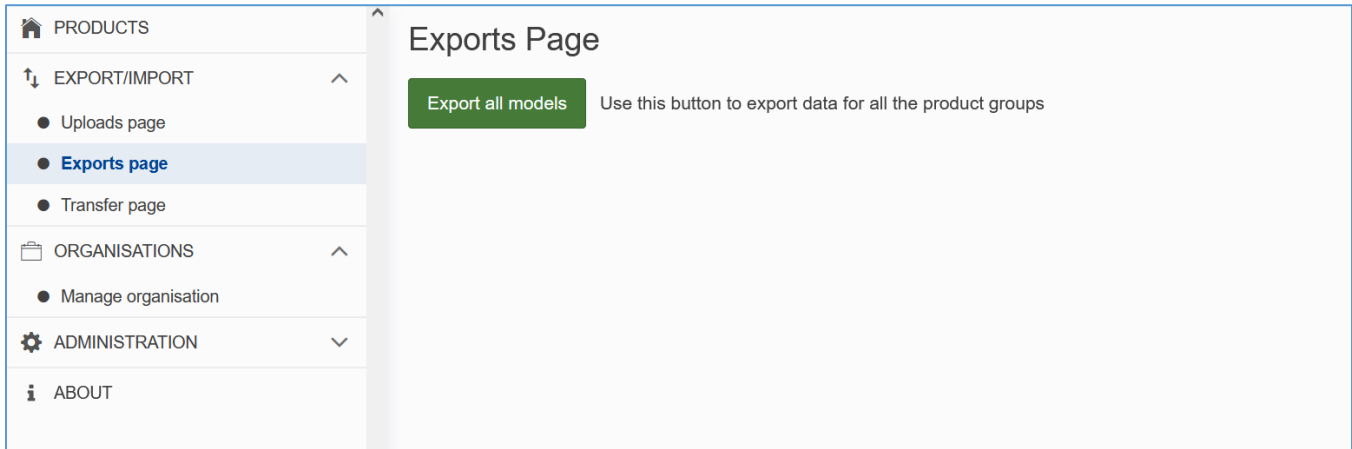 PRODUCTS
EXPORT/IMPORT
Uploads page
Exports page
Transfer page
ORGANISATIONS
Manage organisation
ADMINISTRATION
ABOUT
Exports Page
Export all models
Use this button to export data for all the product groups